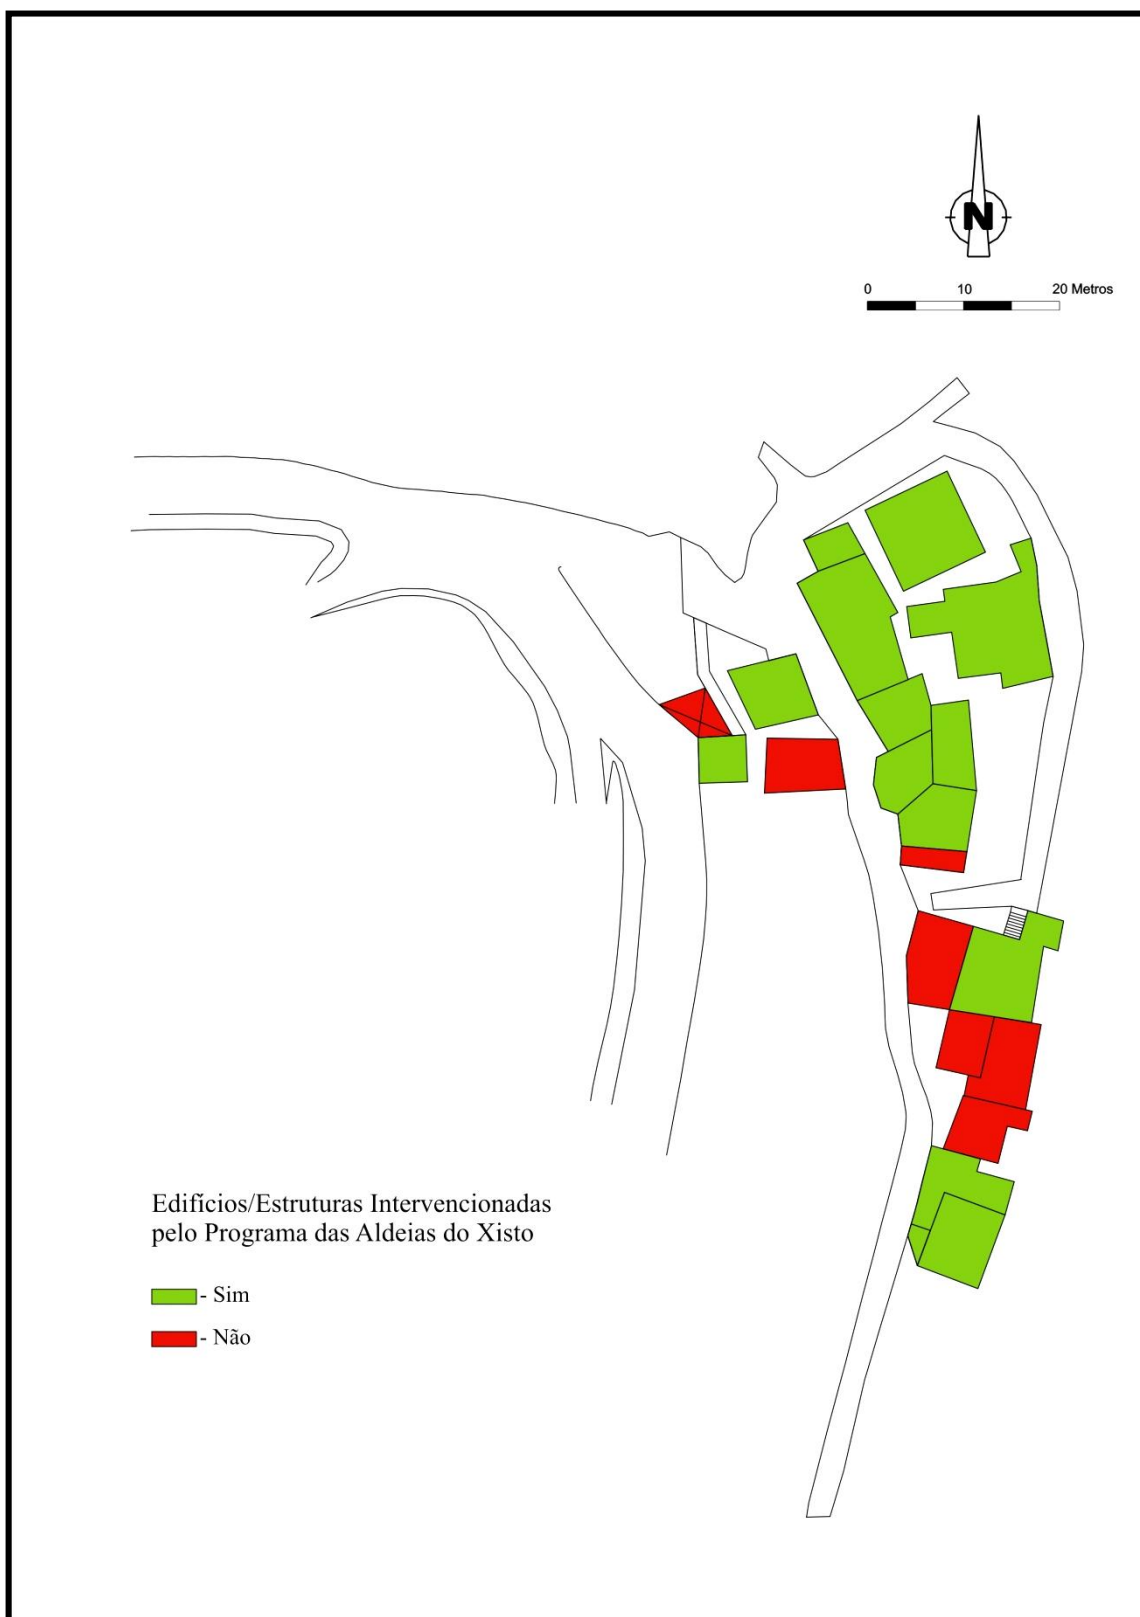 N
0 10 20 Metros
Edifícios/Estruturas Intervencionadas
pelo Programa das Aldeias do Xisto
- Sim
- Não